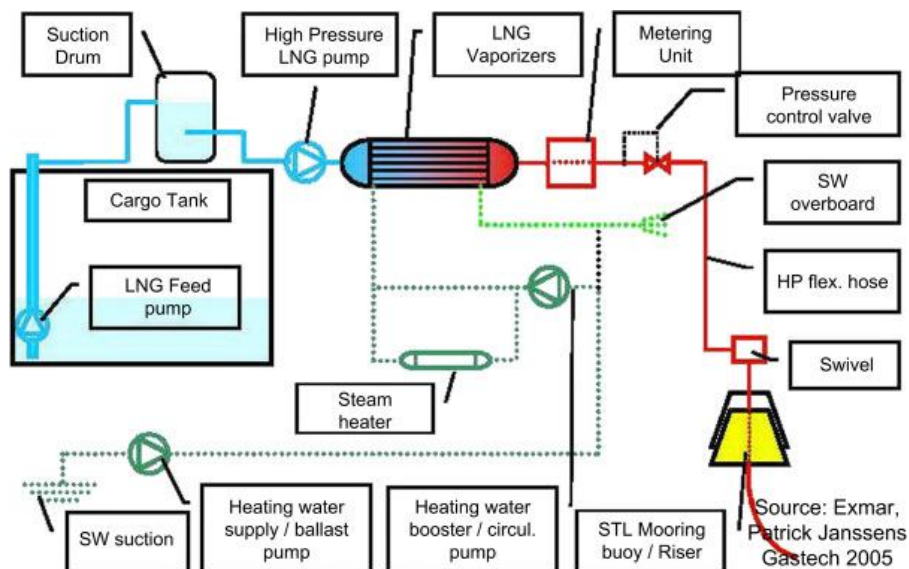 Suction
Drum
High Pressure
LNG pump
LNG
Vaporizers
Metering
Unit
Pressure
control valve
Cargo Tank
SW
overboard
LNG Feed
pump
HP flex. hose
Swivel
Steam
heater
SW suction
Heating water
supply / ballast
pump
Heating water
booster / circul.
pump
STL Mooring
buoy / Riser
Source: Exmar,
Patrick Janssens
Gastech 2005